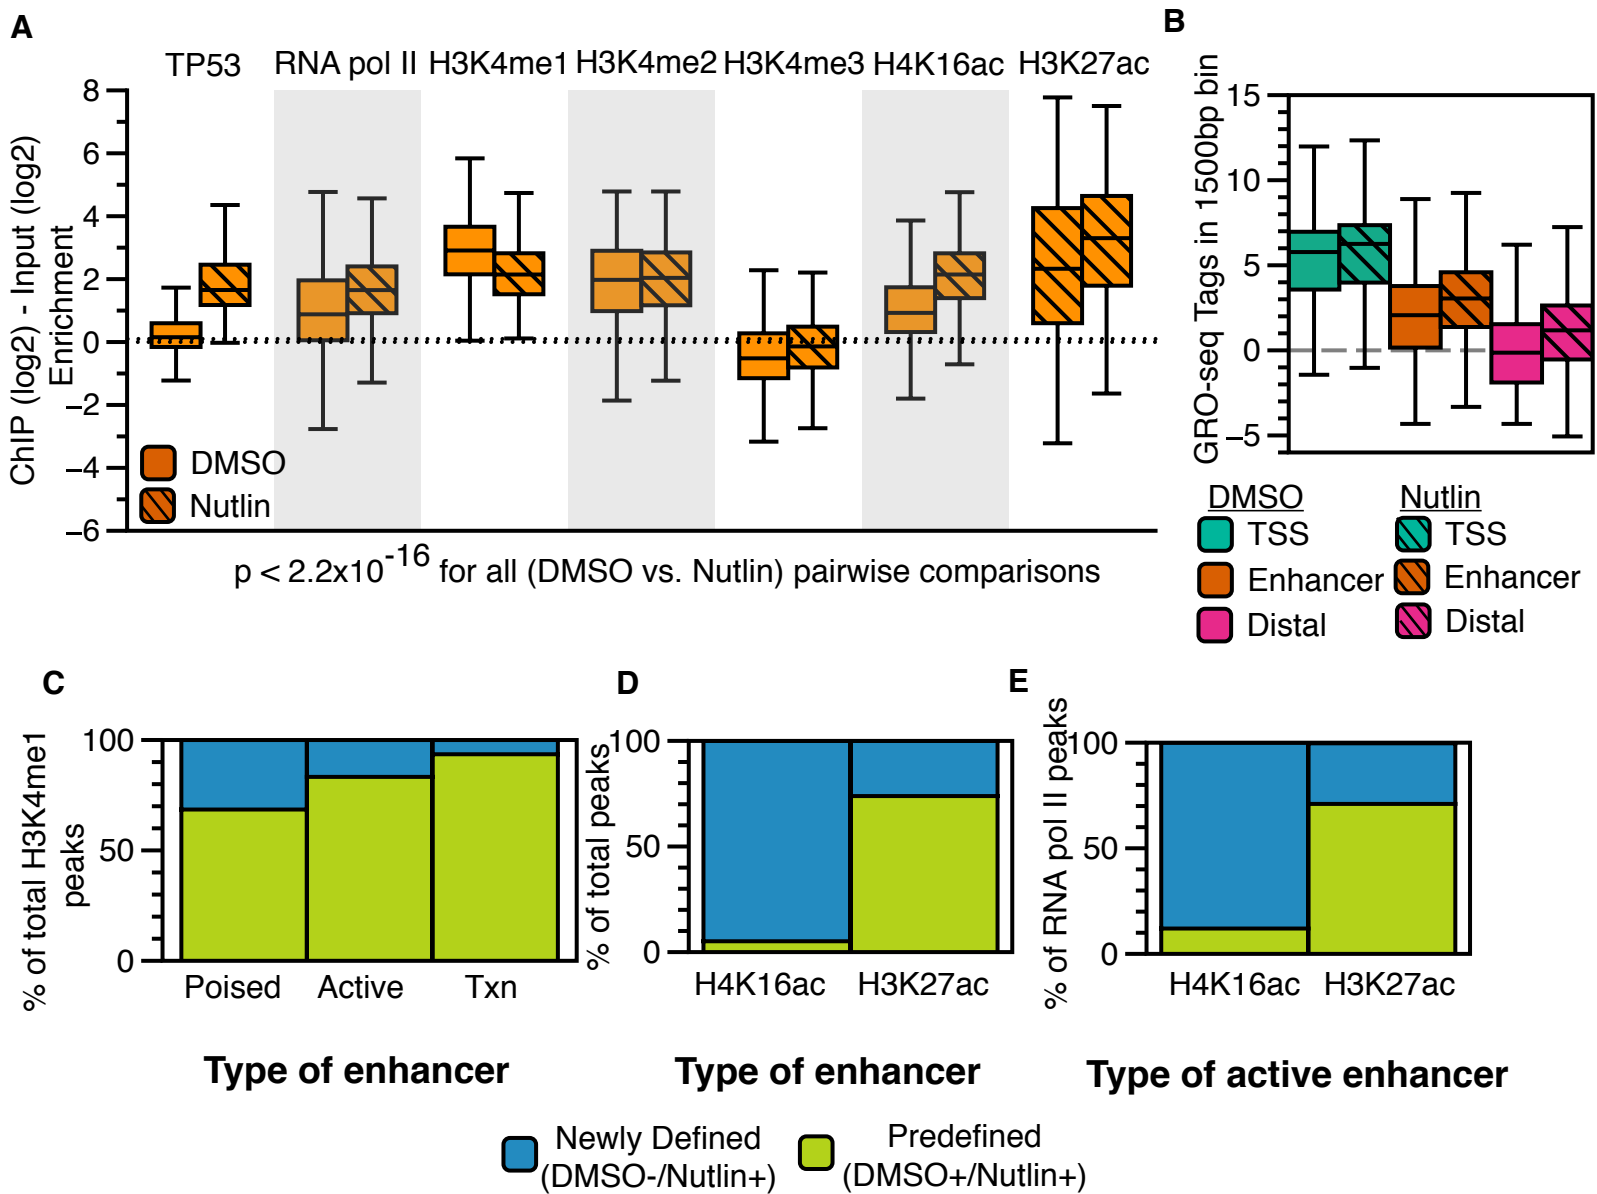 A
TP53
RNA pol II
H3K4me1
H3K4me2
H3K4me3
H4K16ac
H3K27ac
ChIP (log2) - Input (log2)
Enrichment
8
6
4
2
0
−2
−4
−6
DMSO
Nutlin
p < 2.2x10-16 for all (DMSO vs. Nutlin) pairwise comparisons
B
GRO-seq Tags in 1500bp bin
15
10
5
0
−5
DMSO
TSS
Enhancer
Distal
Nutlin
TSS
Enhancer
Distal
C
% of total H3K4me1
peaks
100
50
0
Poised
Active
Txn
Type of enhancer
D
% of total peaks
100
50
0
H4K16ac
H3K27ac
Type of enhancer
E
% of RNA pol II peaks
100
50
0
H4K16ac
H3K27ac
Type of active enhancer
Newly Defined
(DMSO-/Nutlin+)
Predefined
(DMSO+/Nutlin+)